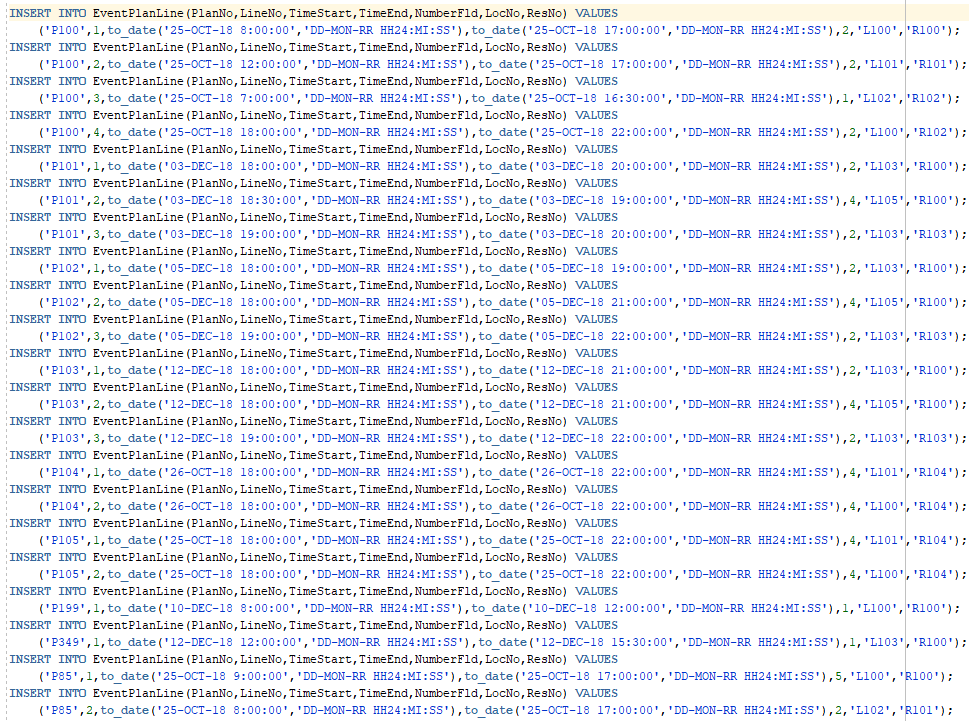 INSERT INTO EventPlanLine(PlanNo,LineNo,TimeStart,TimeEnd,NumberFld,LocNo,ResNo) VALUES
('P100',1,to_date('25-OCT-18 8:00:00','DD-MON-RR HH24:MI:SS'),to_date('25-OCT-18 17:00:00','DD-MON-RR HH24:MI:SS'),2,'L100','R100');
INSERT INTO EventPlanLine(PlanNo,LineNo,TimeStart,TimeEnd,NumberFld,LocNo,ResNo) VALUES
('P100',2,to_date('25-OCT-18 12:00:00','DD-MON-RR HH24:MI:SS'),to_date('25-OCT-18 17:00:00','DD-MON-RR HH24:MI:SS'),2,'L101','R101');
INSERT INTO EventPlanLine(PlanNo,LineNo,TimeStart,TimeEnd,NumberFld,LocNo,ResNo) VALUES
('P100',3,to_date('25-OCT-18 7:00:00','DD-MON-RR HH24:MI:SS'),to_date('25-OCT-18 16:30:00','DD-MON-RR HH24:MI:SS'),1,'L102','R102');
INSERT INTO EventPlanLine(PlanNo,LineNo,TimeStart,TimeEnd,NumberFld,LocNo,ResNo) VALUES
('P100',4,to_date('25-OCT-18 18:00:00','DD-MON-RR HH24:MI:SS'),to_date('25-OCT-18 22:00:00','DD-MON-RR HH24:MI:SS'),2,'L100','R102');
INSERT INTO EventPlanLine(PlanNo,LineNo,TimeStart,TimeEnd,NumberFld,LocNo,ResNo) VALUES
('P101',1,to_date('03-DEC-18 18:00:00','DD-MON-RR HH24:MI:SS'),to_date('03-DEC-18 20:00:00','DD-MON-RR HH24:MI:SS'),2,'L103','R100');
INSERT INTO EventPlanLine(PlanNo,LineNo,TimeStart,TimeEnd,NumberFld,LocNo,ResNo) VALUES
('P101',2,to_date('03-DEC-18 18:30:00','DD-MON-RR HH24:MI:SS'),to_date('03-DEC-18 19:00:00','DD-MON-RR HH24:MI:SS'),4,'L105','R100');
INSERT INTO EventPlanLine(PlanNo,LineNo,TimeStart,TimeEnd,NumberFld,LocNo,ResNo) VALUES
('P101',3,to_date('03-DEC-18 19:00:00','DD-MON-RR HH24:MI:SS'),to_date('03-DEC-18 20:00:00','DD-MON-RR HH24:MI:SS'),2,'L103','R103');
INSERT INTO EventPlanLine(PlanNo,LineNo,TimeStart,TimeEnd,NumberFld,LocNo,ResNo) VALUES
('P102',1,to_date('05-DEC-18 18:00:00','DD-MON-RR HH24:MI:SS'),to_date('05-DEC-18 19:00:00','DD-MON-RR HH24:MI:SS'),2,'L103','R100');
INSERT INTO EventPlanLine(PlanNo,LineNo,TimeStart,TimeEnd,NumberFld,LocNo,ResNo) VALUES
('P102',2,to_date('05-DEC-18 18:00:00','DD-MON-RR HH24:MI:SS'),to_date('05-DEC-18 21:00:00','DD-MON-RR HH24:MI:SS'),4,'L105','R100');
INSERT INTO EventPlanLine(PlanNo,LineNo,TimeStart,TimeEnd,NumberFld,LocNo,ResNo) VALUES
('P102',3,to_date('05-DEC-18 19:00:00','DD-MON-RR HH24:MI:SS'),to_date('05-DEC-18 22:00:00','DD-MON-RR HH24:MI:SS'),2,'L103','R103');
INSERT INTO EventPlanLine(PlanNo,LineNo,TimeStart,TimeEnd,NumberFld,LocNo,ResNo) VALUES
('P103',1,to_date('12-DEC-18 18:00:00','DD-MON-RR HH24:MI:SS'),to_date('12-DEC-18 21:00:00','DD-MON-RR HH24:MI:SS'),2,'L103','R100');
INSERT INTO EventPlanLine(PlanNo,LineNo,TimeStart,TimeEnd,NumberFld,LocNo,ResNo) VALUES
('P103',2,to_date('12-DEC-18 18:00:00','DD-MON-RR HH24:MI:SS'),to_date('12-DEC-18 21:00:00','DD-MON-RR HH24:MI:SS'),4,'L105','R100');
INSERT INTO EventPlanLine(PlanNo,LineNo,TimeStart,TimeEnd,NumberFld,LocNo,ResNo) VALUES
('P103',3,to_date('12-DEC-18 19:00:00','DD-MON-RR HH24:MI:SS'),to_date('12-DEC-18 22:00:00','DD-MON-RR HH24:MI:SS'),2,'L103','R103');
INSERT INTO EventPlanLine(PlanNo,LineNo,TimeStart,TimeEnd,NumberFld,LocNo,ResNo) VALUES
('P104',1,to_date('26-OCT-18 18:00:00','DD-MON-RR HH24:MI:SS'),to_date('26-OCT-18 22:00:00','DD-MON-RR HH24:MI:SS'),4,'L101','R104');
INSERT INTO EventPlanLine(PlanNo,LineNo,TimeStart,TimeEnd,NumberFld,LocNo,ResNo) VALUES
('P104',2,to_date('26-OCT-18 18:00:00','DD-MON-RR HH24:MI:SS'),to_date('26-OCT-18 22:00:00','DD-MON-RR HH24:MI:SS'),4,'L100','R104');
INSERT INTO EventPlanLine(PlanNo,LineNo,TimeStart,TimeEnd,NumberFld,LocNo,ResNo) VALUES
('P105',1,to_date('25-OCT-18 18:00:00','DD-MON-RR HH24:MI:SS'),to_date('25-OCT-18 22:00:00','DD-MON-RR HH24:MI:SS'),4,'L101','R104');
INSERT INTO EventPlanLine(PlanNo,LineNo,TimeStart,TimeEnd,NumberFld,LocNo,ResNo) VALUES
('P105',2,to_date('25-OCT-18 18:00:00','DD-MON-RR HH24:MI:SS'),to_date('25-OCT-18 22:00:00','DD-MON-RR HH24:MI:SS'),4,'L100','R104');
INSERT INTO EventPlanLine(PlanNo,LineNo,TimeStart,TimeEnd,NumberFld,LocNo,ResNo) VALUES
('P199',1,to_date('10-DEC-18 8:00:00','DD-MON-RR HH24:MI:SS'),to_date('10-DEC-18 12:00:00','DD-MON-RR HH24:MI:SS'),1,'L100','R100');
INSERT INTO EventPlanLine(PlanNo,LineNo,TimeStart,TimeEnd,NumberFld,LocNo,ResNo) VALUES
('P349',1,to_date('12-DEC-18 12:00:00','DD-MON-RR HH24:MI:SS'),to_date('12-DEC-18 15:30:00','DD-MON-RR HH24:MI:SS'),1,'L103','R100');
INSERT INTO EventPlanLine(PlanNo,LineNo,TimeStart,TimeEnd,NumberFld,LocNo,ResNo) VALUES
('P85',1,to_date('25-OCT-18 9:00:00','DD-MON-RR HH24:MI:SS'),to_date('25-OCT-18 17:00:00','DD-MON-RR HH24:MI:SS'),5,'L100','R100');
INSERT INTO EventPlanLine(PlanNo,LineNo,TimeStart,TimeEnd,NumberFld,LocNo,ResNo) VALUES
('P85',2,to_date('25-OCT-18 8:00:00','DD-MON-RR HH24:MI:SS'),to_date('25-OCT-18 17:00:00','DD-MON-RR HH24:MI:SS'),2,'L102','R101');